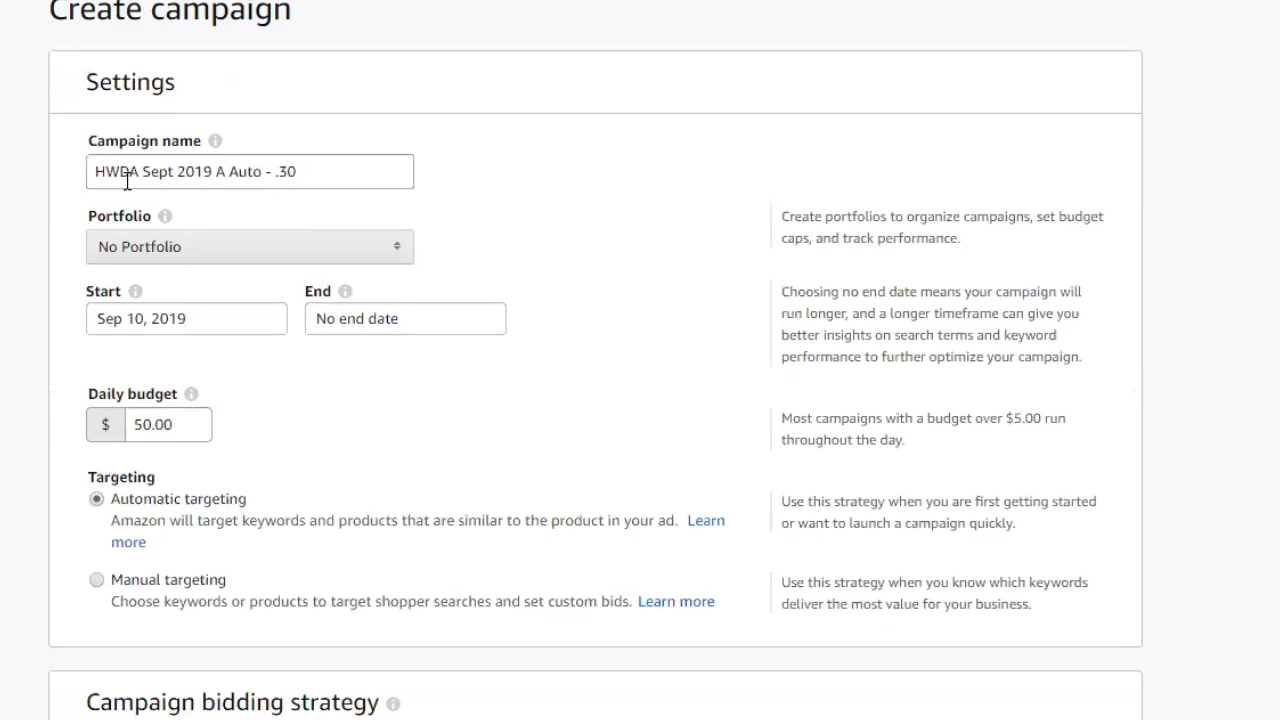 Create campaign
Settings
Campaign name
HWDA Sept 2019 A Auto - .30
Portfolio
No Portfolio
Create portfolios to organize campaigns, set budget
caps, and track performance.
Start
End
Sep 10, 2019
No end date
Choosing no end date means your campaign will
run longer, and a longer timeframe can give you
better insights on search terms and keyword
performance to further optimize your campaign.
Daily budget
$ 50.00
Most campaigns with a budget over $5.00 run
throughout the day.
Targeting
Automatic targeting
Amazon will target keywords and products that are similar to the product in your ad. Learn
more
Use this strategy when you are first getting started
or want to launch a campaign quickly.
Manual targeting
Choose keywords or products to target shopper searches and set custom bids. Learn more
Use this strategy when you know which keywords
deliver the most value for your business.
Campaign bidding strategy